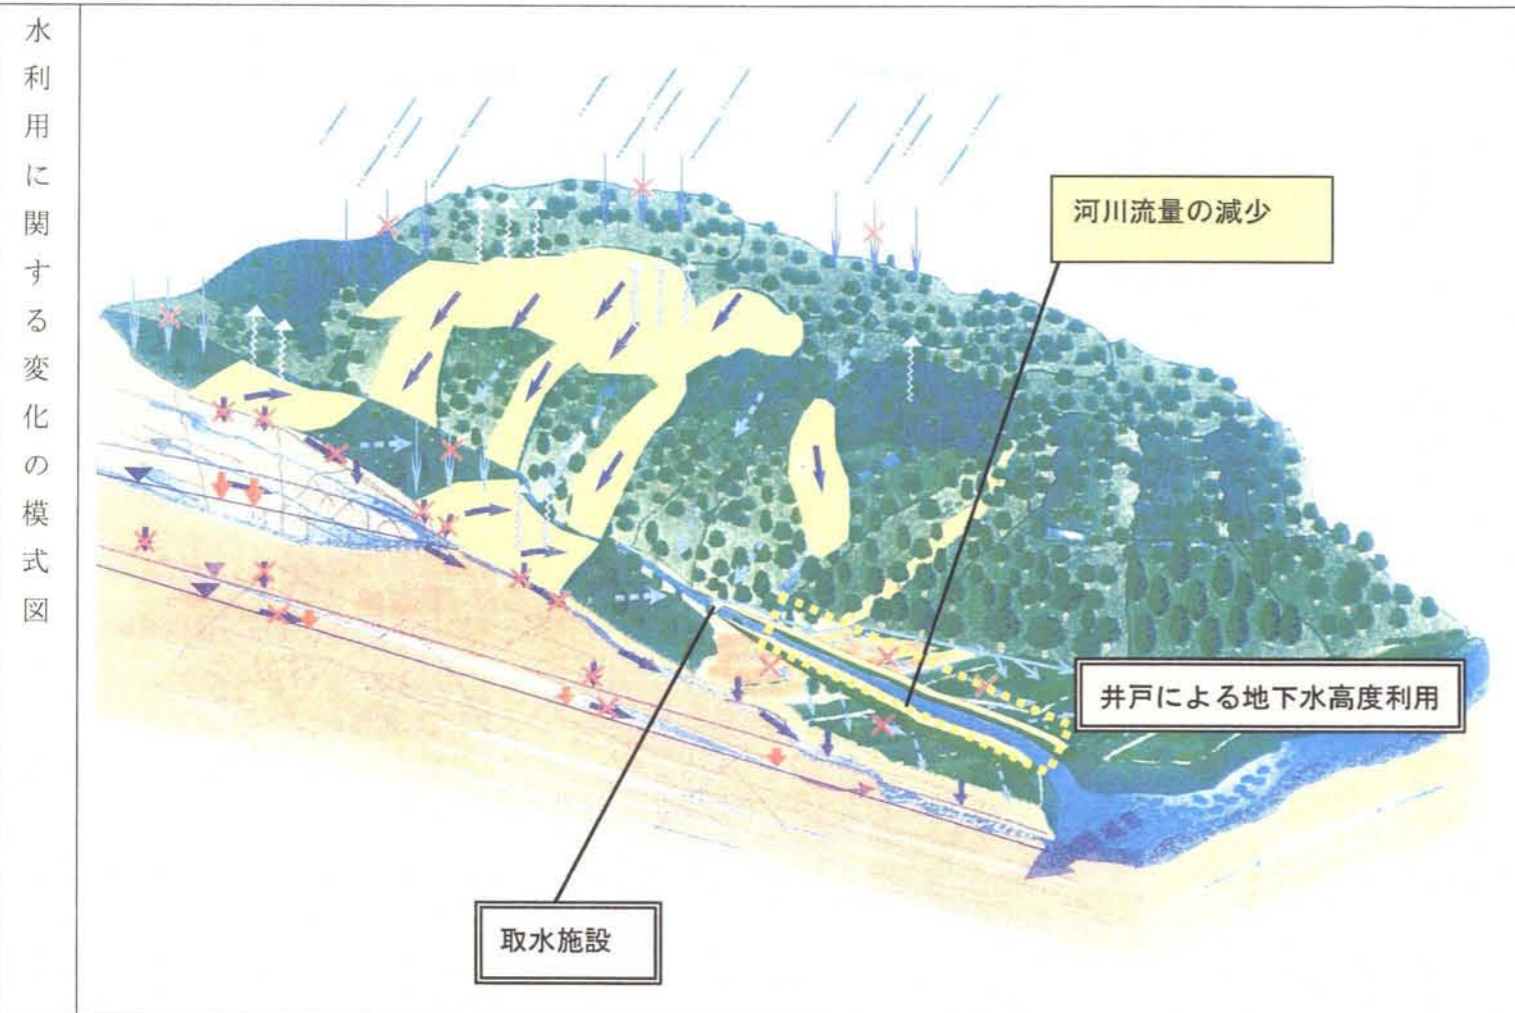 水利用に関する変化の模式図
河川流量の減少
井戸による地下水高度利用
取水施設